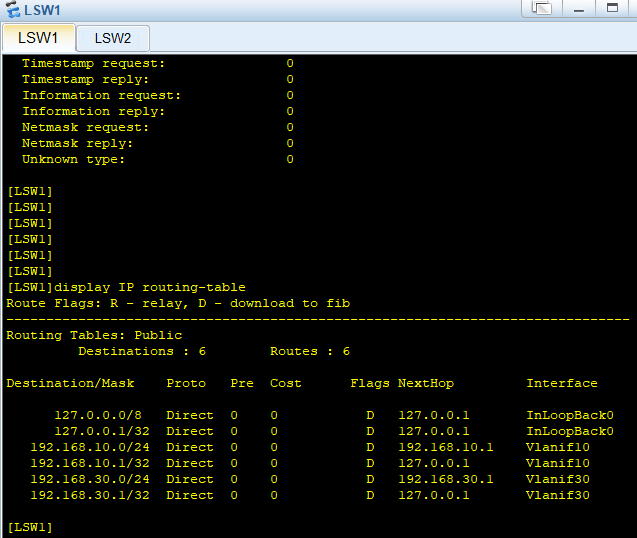 LSW1
LSW1 LSW2
Timestamp request: 0
Timestamp reply: 0
Information request: 0
Information reply: 0
Netmask request: 0
Netmask reply: 0
Unknown type: 0
[LSW1]
[LSW1]
[LSW1]
[LSW1]
[LSW1]
[LSW1]
[LSW1]display IP routing-table
Route Flags: R - relay, D - download to fib
------------------------------------------------------------------------------
Routing Tables: Public
Destinations : 6 Routes : 6
Destination/Mask Proto Pre Cost Flags NextHop Interface
127.0.0.0/8 Direct 0 0 D 127.0.0.1 InLoopBack0
127.0.0.1/32 Direct 0 0 D 127.0.0.1 InLoopBack0
192.168.10.0/24 Direct 0 0 D 192.168.10.1 Vlanif10
192.168.10.1/32 Direct 0 0 D 127.0.0.1 Vlanif10
192.168.30.0/24 Direct 0 0 D 192.168.30.1 Vlanif30
192.168.30.1/32 Direct 0 0 D 127.0.0.1 Vlanif30
[LSW1]